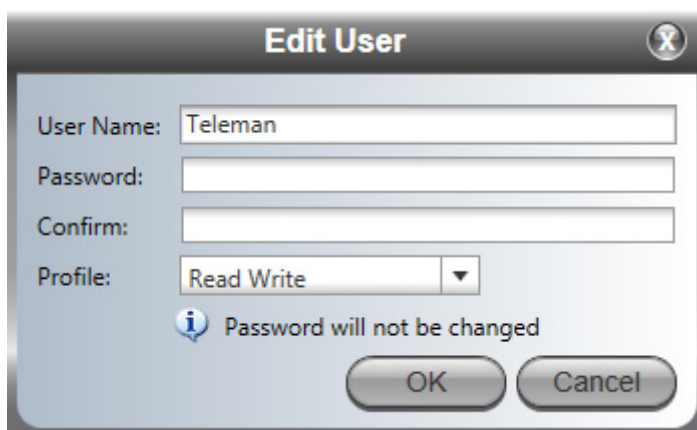 Edit User
X
User Name: Teleman
Password:
Confirm:
Profile: Read Write
i Password will not be changed
OK Cancel